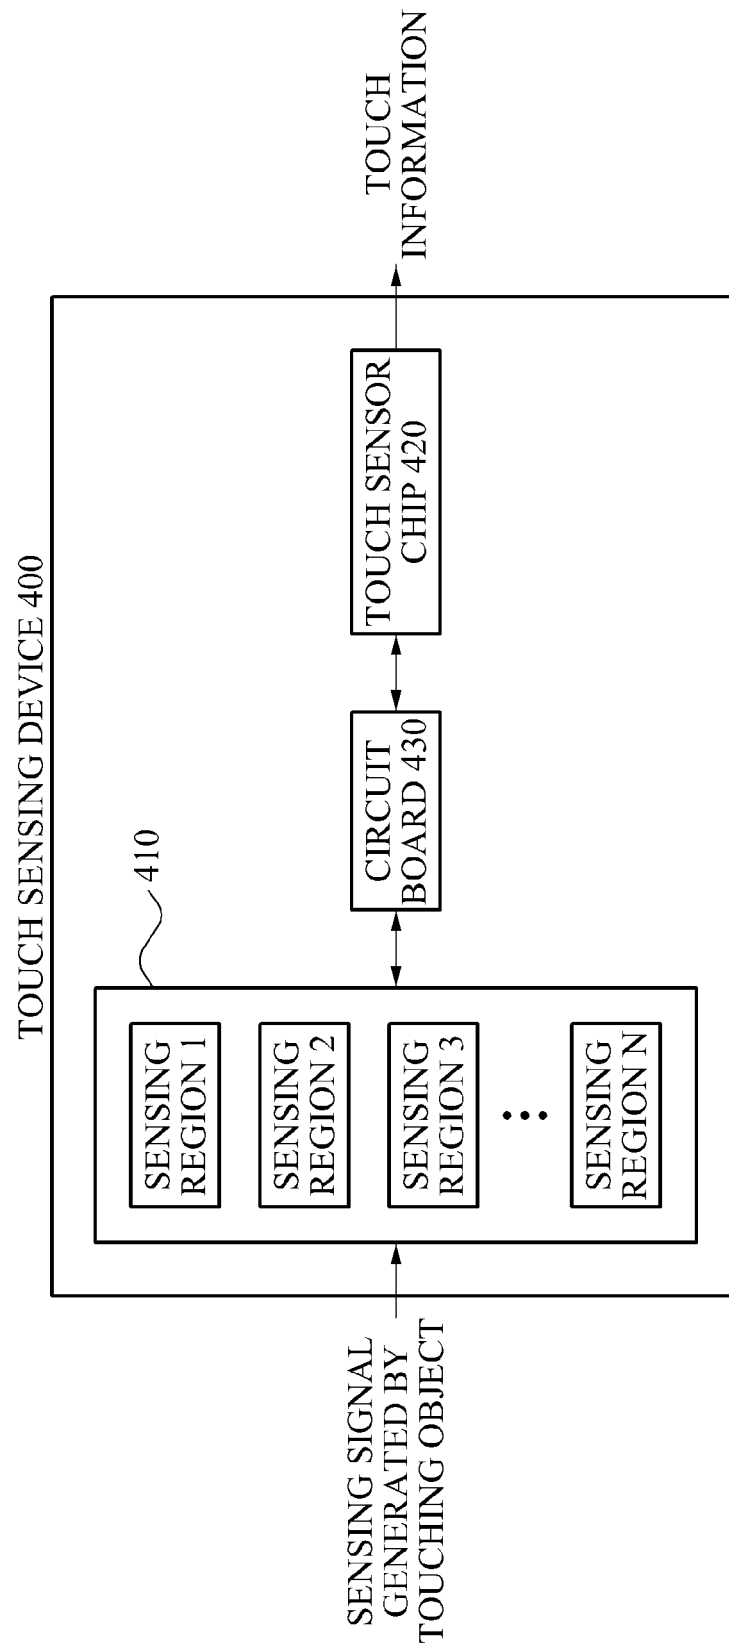 TOUCH SENSING DEVICE 400
SENSING SIGNAL
GENERATED BY
TOUCHING OBJECT
410
SENSING
REGION 1
SENSING
REGION 2
SENSING
REGION 3
SENSING
REGION N
CIRCUIT
BOARD 430
TOUCH SENSOR
CHIP 420
TOUCH
INFORMATION